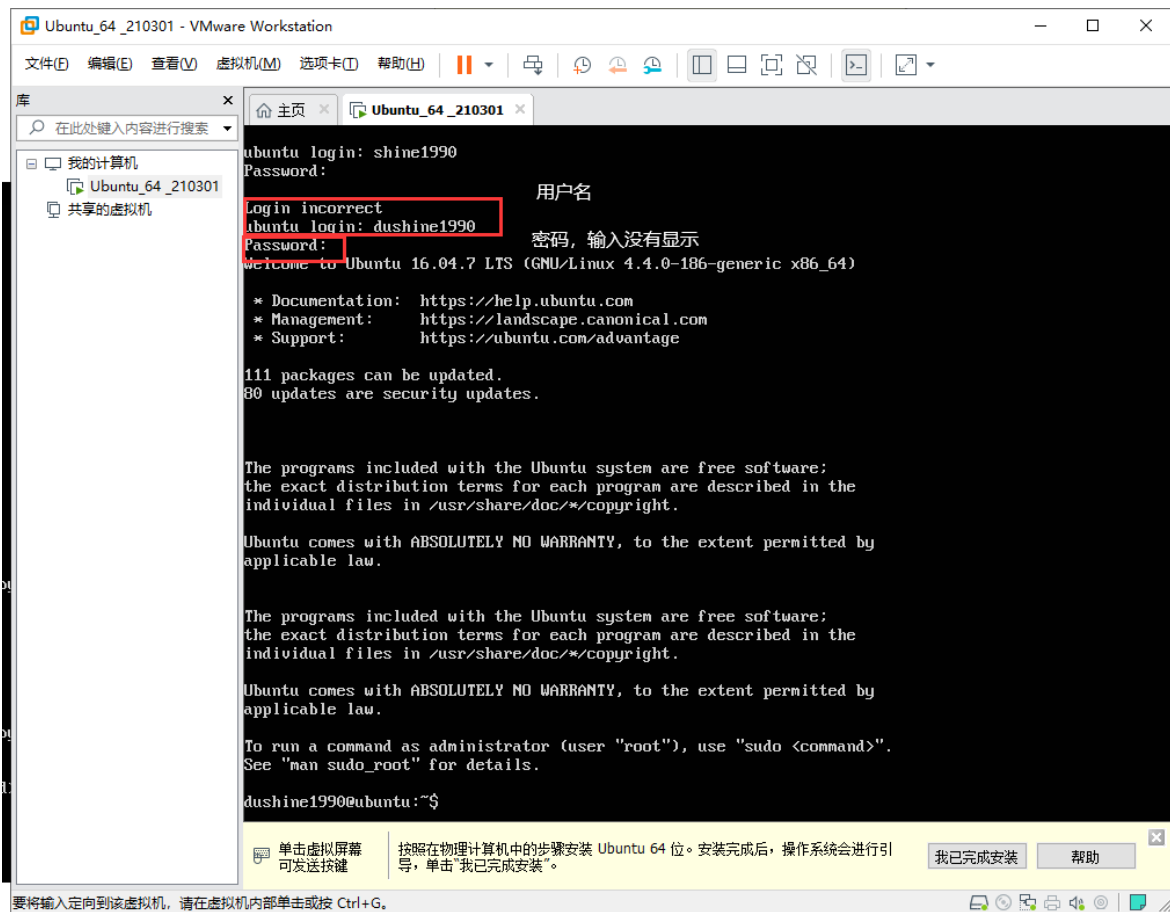 Ubuntu_64 _210301 - VMware Workstation
文件(F) 编辑(E) 查看(V) 虚拟机(M) 选项卡(T) 帮助(H)
库
在此处键入内容进行搜索
我的计算机
Ubuntu_64 _210301
共享的虚拟机
主页 Ubuntu_64 _210301
ubuntu login: shine1990
Password:
用户名
Login incorrect
ubuntu login: dushine1990
密码，输入没有显示
Password:
Welcome to Ubuntu 16.04.7 LTS (GNU/Linux 4.4.0-186-generic x86_64)
* Documentation: https://help.ubuntu.com
* Management: https://landscape.canonical.com
* Support: https://ubuntu.com/advantage
111 packages can be updated.
80 updates are security updates.
The programs included with the Ubuntu system are free software;
the exact distribution terms for each program are described in the
individual files in /usr/share/doc/*/copyright.
Ubuntu comes with ABSOLUTELY NO WARRANTY, to the extent permitted by
applicable law.
The programs included with the Ubuntu system are free software;
the exact distribution terms for each program are described in the
individual files in /usr/share/doc/*/copyright.
Ubuntu comes with ABSOLUTELY NO WARRANTY, to the extent permitted by
applicable law.
To run a command as administrator (user "root"), use "sudo <command>".
See "man sudo_root" for details.
dushine1990@ubuntu:~$
单击虚拟屏幕
可发送按键
按照在物理计算机中的步骤安装 Ubuntu 64 位。安装完成后，操作系统会进行引
导，单击“我已完成安装”。
我已完成安装 帮助
要将输入定向到该虚拟机，请在虚拟机内部单击或按 Ctrl+G。